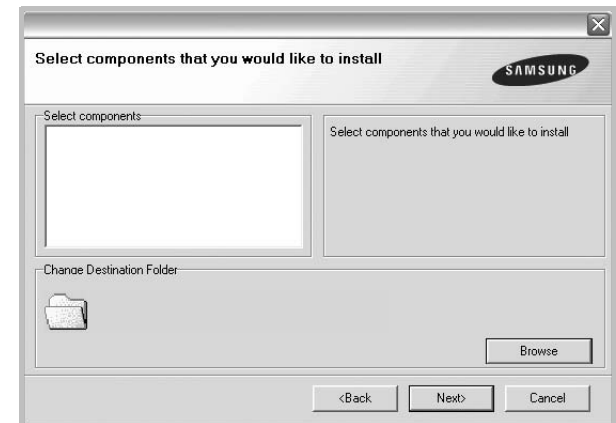 Select components that you would like to install
SAMSUNG
Select components
Select components that you would like to install
Change Destination Folder
Browse
<Back
Next>
Cancel